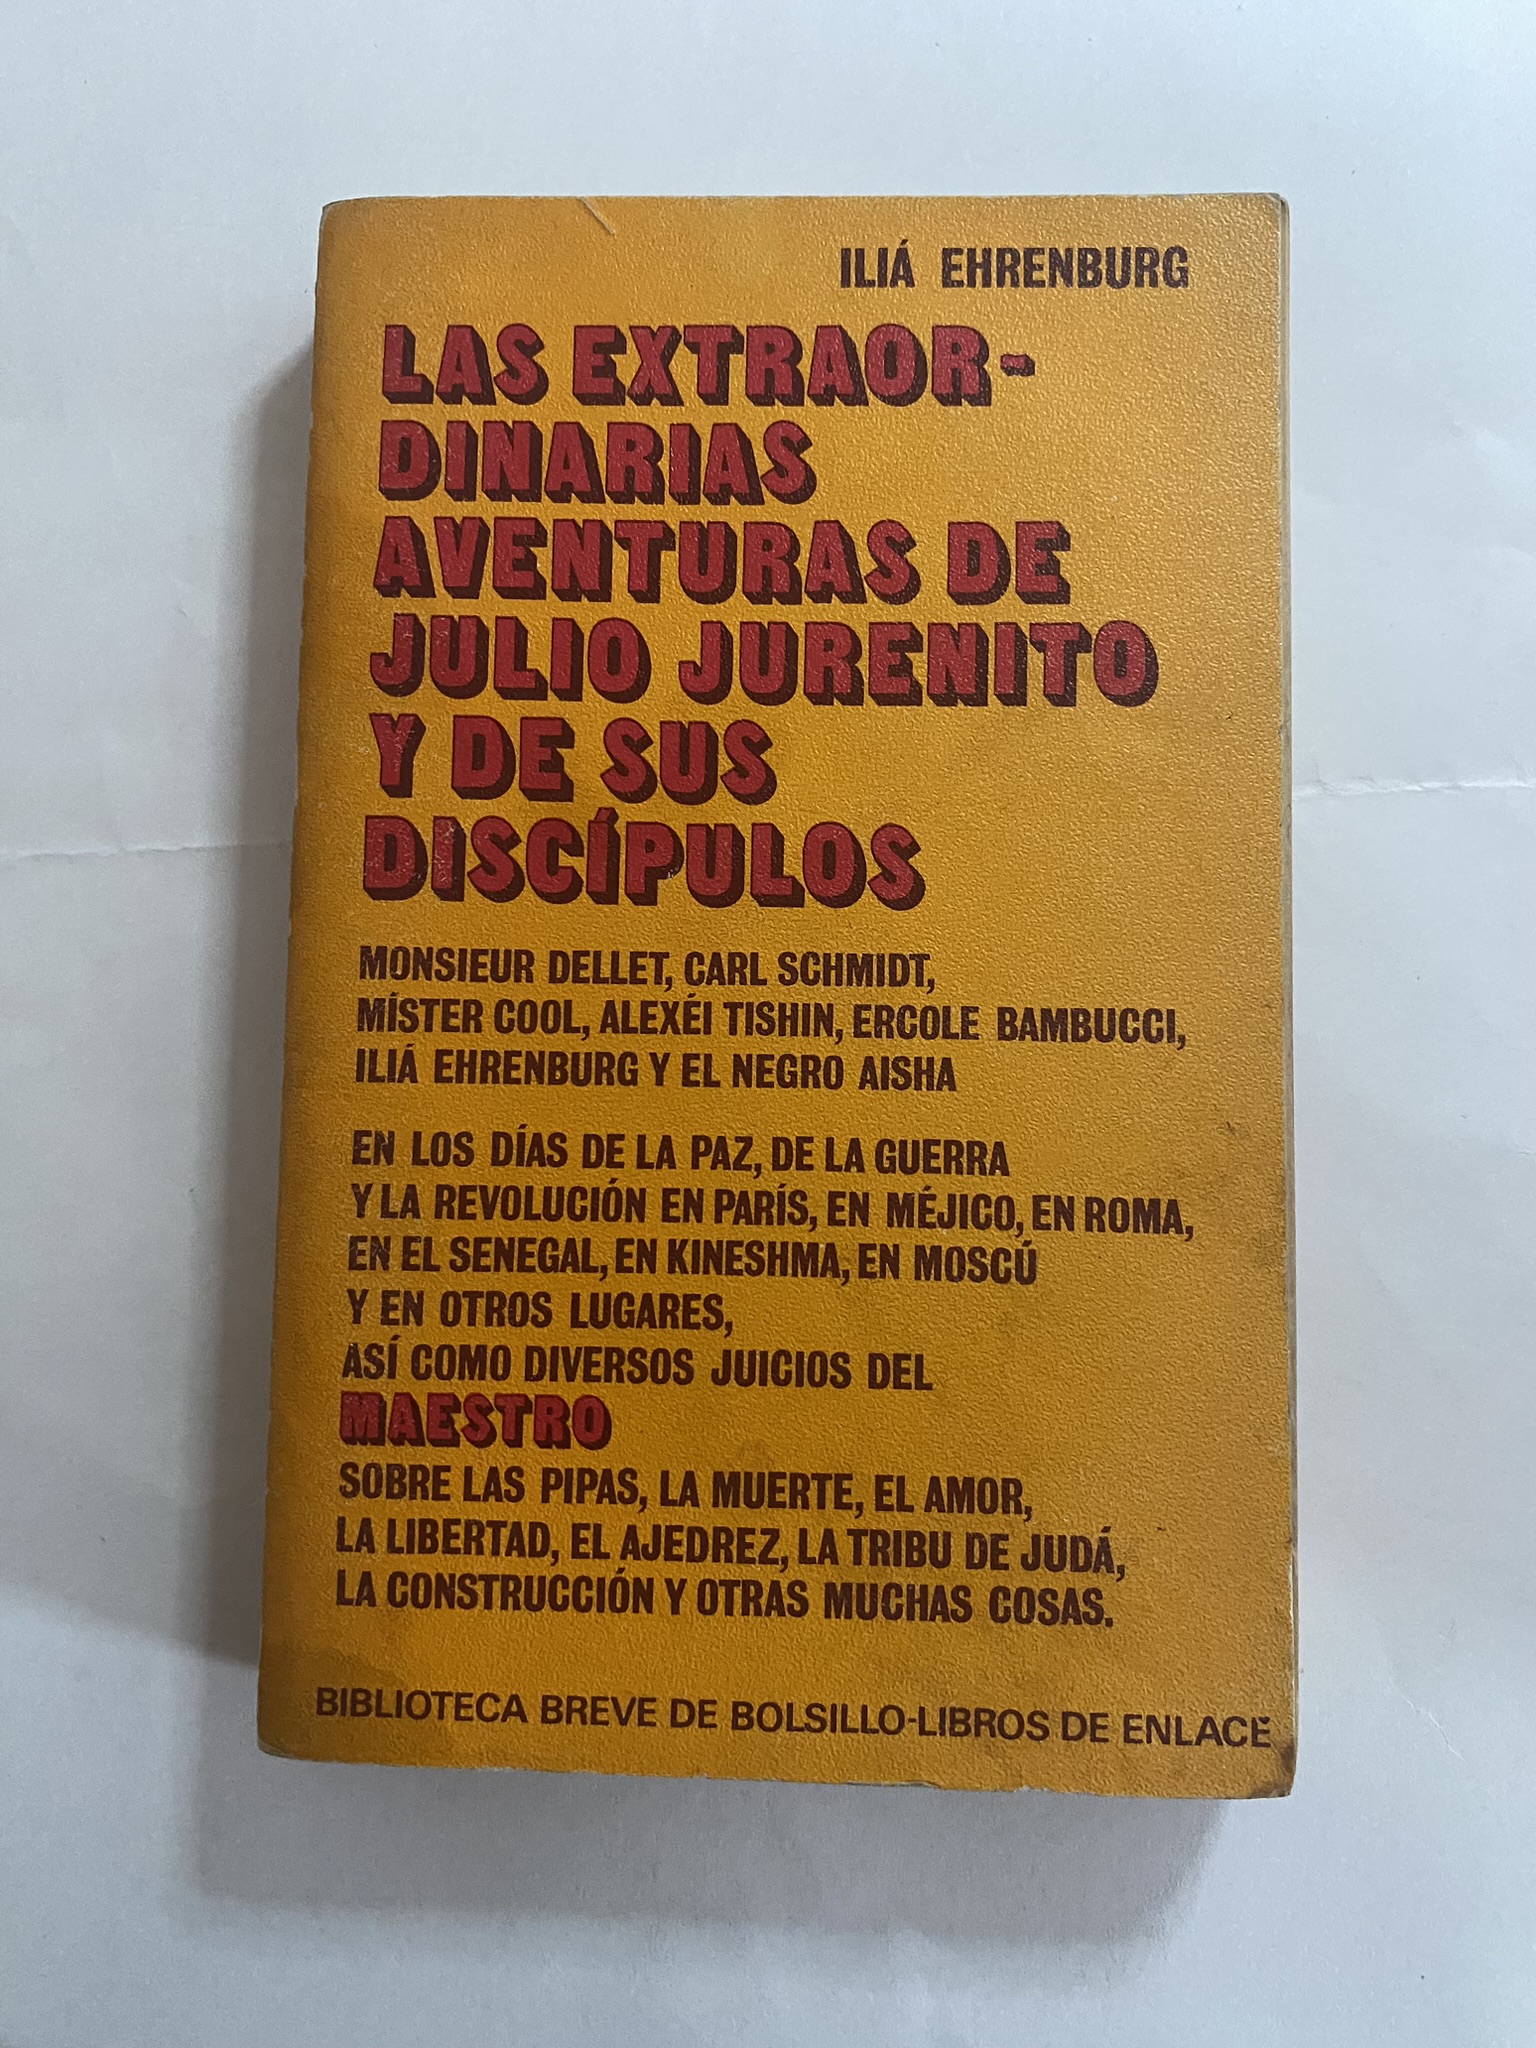 ILIÁ EHRENBURG
LAS EXTRAOR-
DINARIAS
AVENTURAS DE
JULIO JURENITO
Y DE SUS
DISCÍPULOS
MONSIEUR DELLET, CARL SCHMIDT,
MÍSTER COOL, ALEXÉI TISHIN, ERCOLE BAMBUCCI,
ILIÁ EHRENBURG Y EL NEGRO AISHA
EN LOS DÍAS DE LA PAZ, DE LA GUERRA
Y LA REVOLUCIÓN EN PARÍS, EN MÉJICO, EN ROMA,
EN EL SENEGAL, EN KINESHMA, EN MOSCÚ
Y EN OTROS LUGARES,
ASÍ COMO DIVERSOS JUICIOS DEL
MAESTRO
SOBRE LAS PIPAS, LA MUERTE, EL AMOR,
LA LIBERTAD, EL AJEDREZ, LA TRIBU DE JUDÁ,
LA CONSTRUCCIÓN Y OTRAS MUCHAS COSAS.
BIBLIOTECA BREVE DE BOLSILLO-LIBROS DE ENLACE